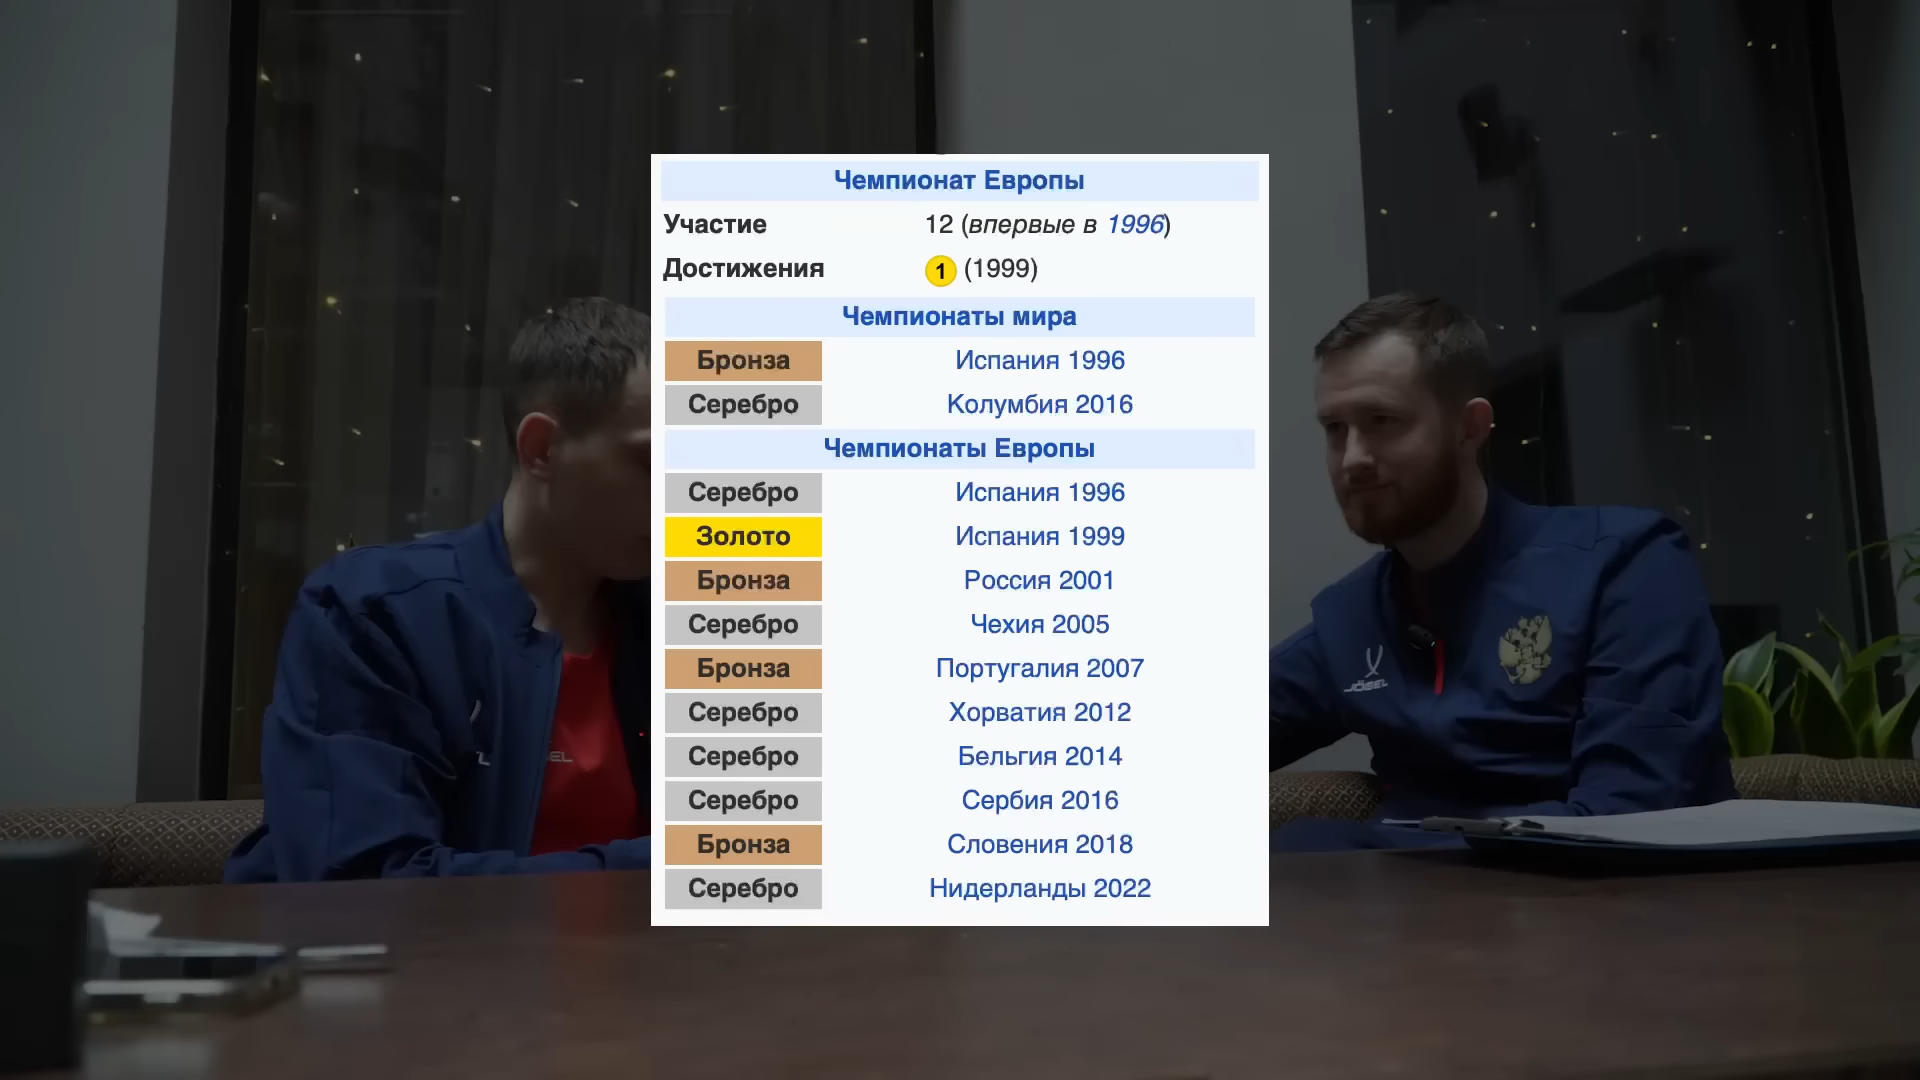 Чемпионат Европы
Участие 12 (впервые в 1996)
Достижения 1 (1999)
Чемпионаты мира
Бронза Испания 1996
Серебро Колумбия 2016
Чемпионаты Европы
Серебро Испания 1996
Золото Испания 1999
Бронза Россия 2001
Серебро Чехия 2005
Бронза Португалия 2007
Серебро Хорватия 2012
Серебро Бельгия 2014
Серебро Сербия 2016
Бронза Словения 2018
Серебро Нидерланды 2022
JÖGEL